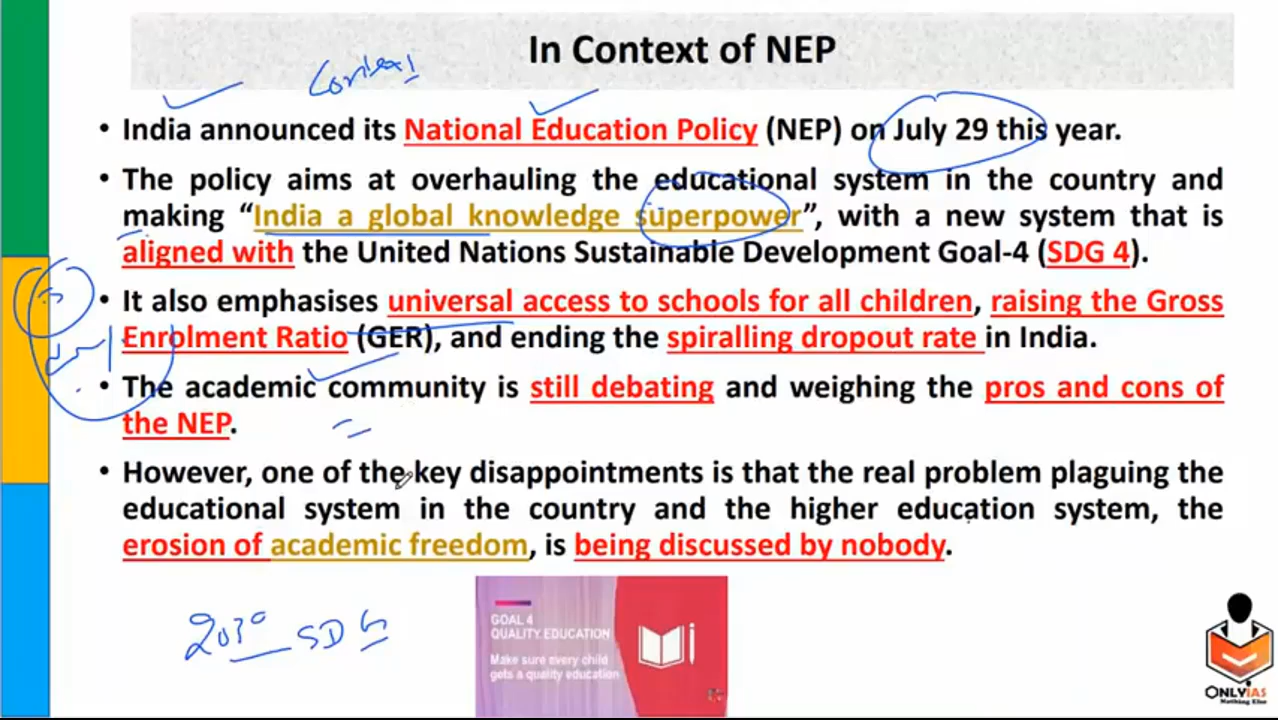 In Context of NEP
Context
• India announced its National Education Policy (NEP) on July 29 this year.
• The policy aims at overhauling the educational system in the country and
making “India a global knowledge superpower”, with a new system that is
aligned with the United Nations Sustainable Development Goal-4 (SDG 4).
• It also emphasises universal access to schools for all children, raising the Gross
Enrolment Ratio (GER), and ending the spiralling dropout rate in India.
• The academic community is still debating and weighing the pros and cons of
the NEP.
• However, one of the key disappointments is that the real problem plaguing the
educational system in the country and the higher education system, the
erosion of academic freedom, is being discussed by nobody.
2030 SDG
GOAL 4
QUALITY EDUCATION
Make sure every child
gets a quality education
ONLYIAS
Nothing Else